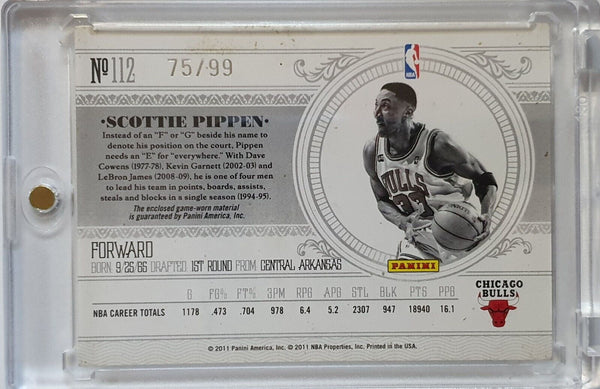 Nº112
75/99
NBA
·SCOTTIE PIPPEN·
Instead of an "F" or "G" beside his name to
denote his position on the court, Pippen
needs an "E" for "everywhere." With Dave
Cowens (1977-78), Kevin Garnett (2002-03) and
LeBron James (2008-09), he is one of four men
to lead his team in points, boards, assists,
steals and blocks in a single season (1994-95).
The enclosed game-worn material
is guaranteed by Panini America, Inc.
BULLS
33
PANINI
FORWARD
BORN 9/25/65 DRAFTED 1ST ROUND FROM CENTRAL ARKANSAS
CHICAGO
BULLS
G FG% FT% 3PM RPG APG STL BLK PTS PPG
NBA CAREER TOTALS 1178 .473 .704 978 6.4 5.2 2307 947 18940 16.1
© 2011 Panini America, Inc. © 2011 NBA Properties, Inc. Printed in the USA.